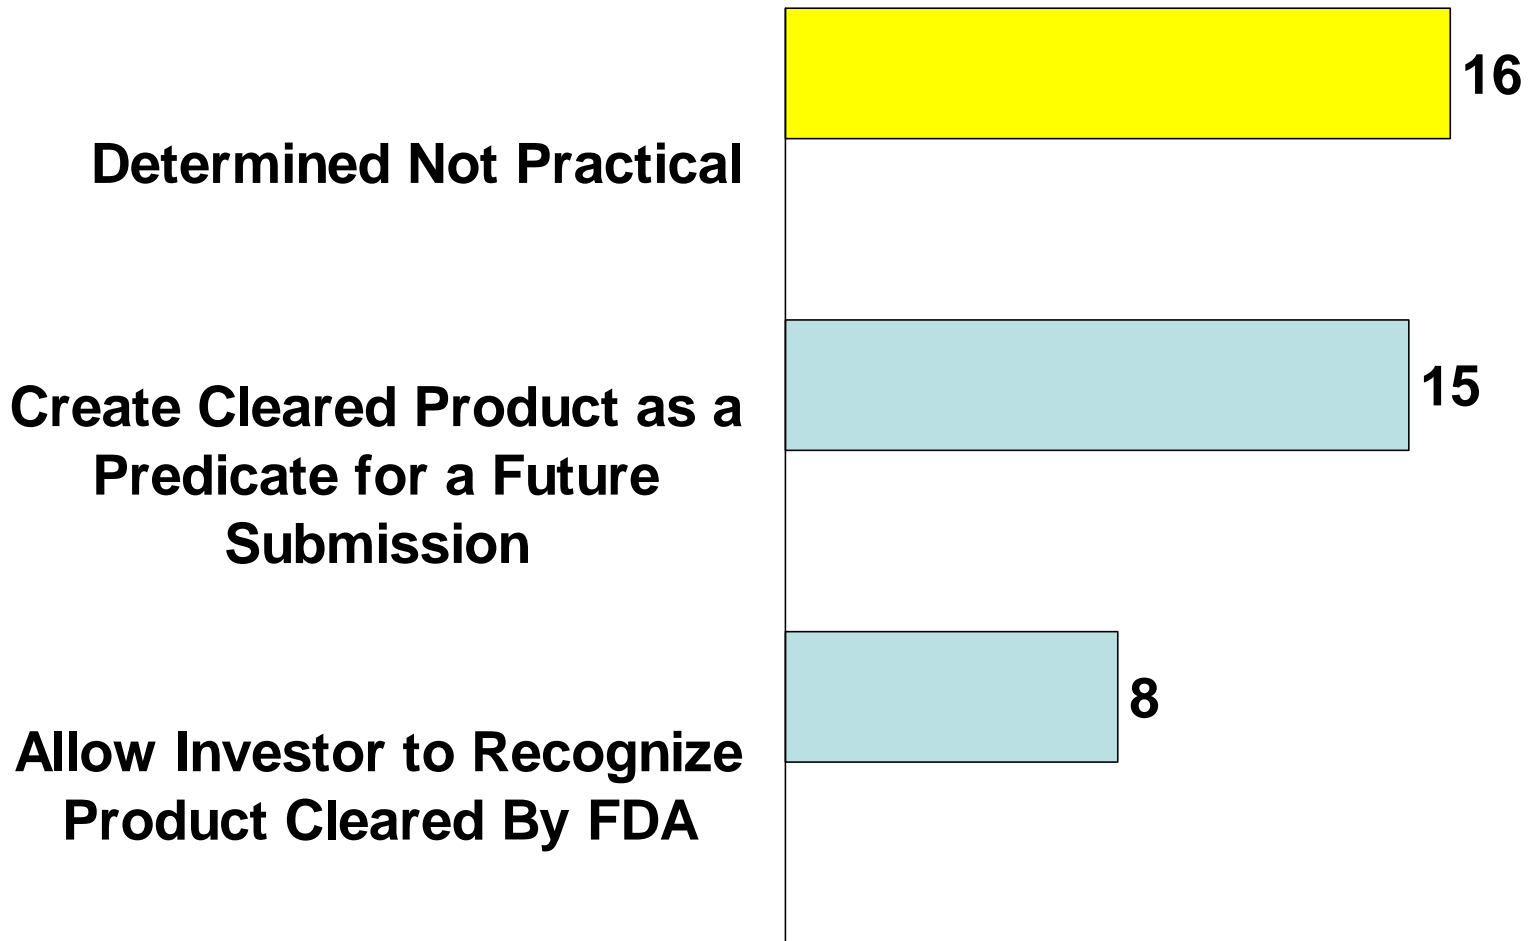 16
Determined Not Practical
15
Create Cleared Product as a
Predicate for a Future
Submission
8
Allow Investor to Recognize
Product Cleared By FDA